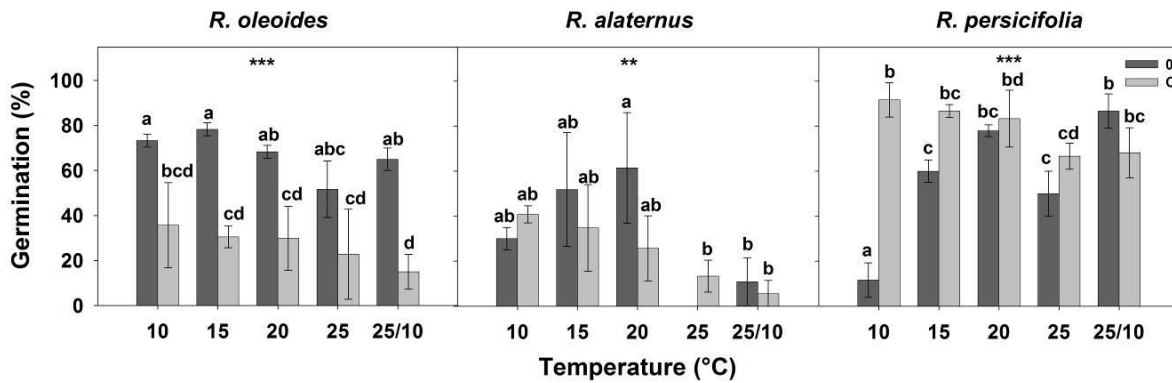 R. oleoides R. alaternus R. persicifolia
Germination (%)
100
80
60
40
20
0
***
a
bcd
a
cd
ab
cd
abc
cd
ab
d
10 15 20 25 25/10
**
ab
ab
ab
ab
a
ab
b
ab
b
10 15 20 25 25/10
***
a
b
c
bc
bc
bd
c
cd
b
bc
0
C
10 15 20 25 25/10
Temperature (°C)